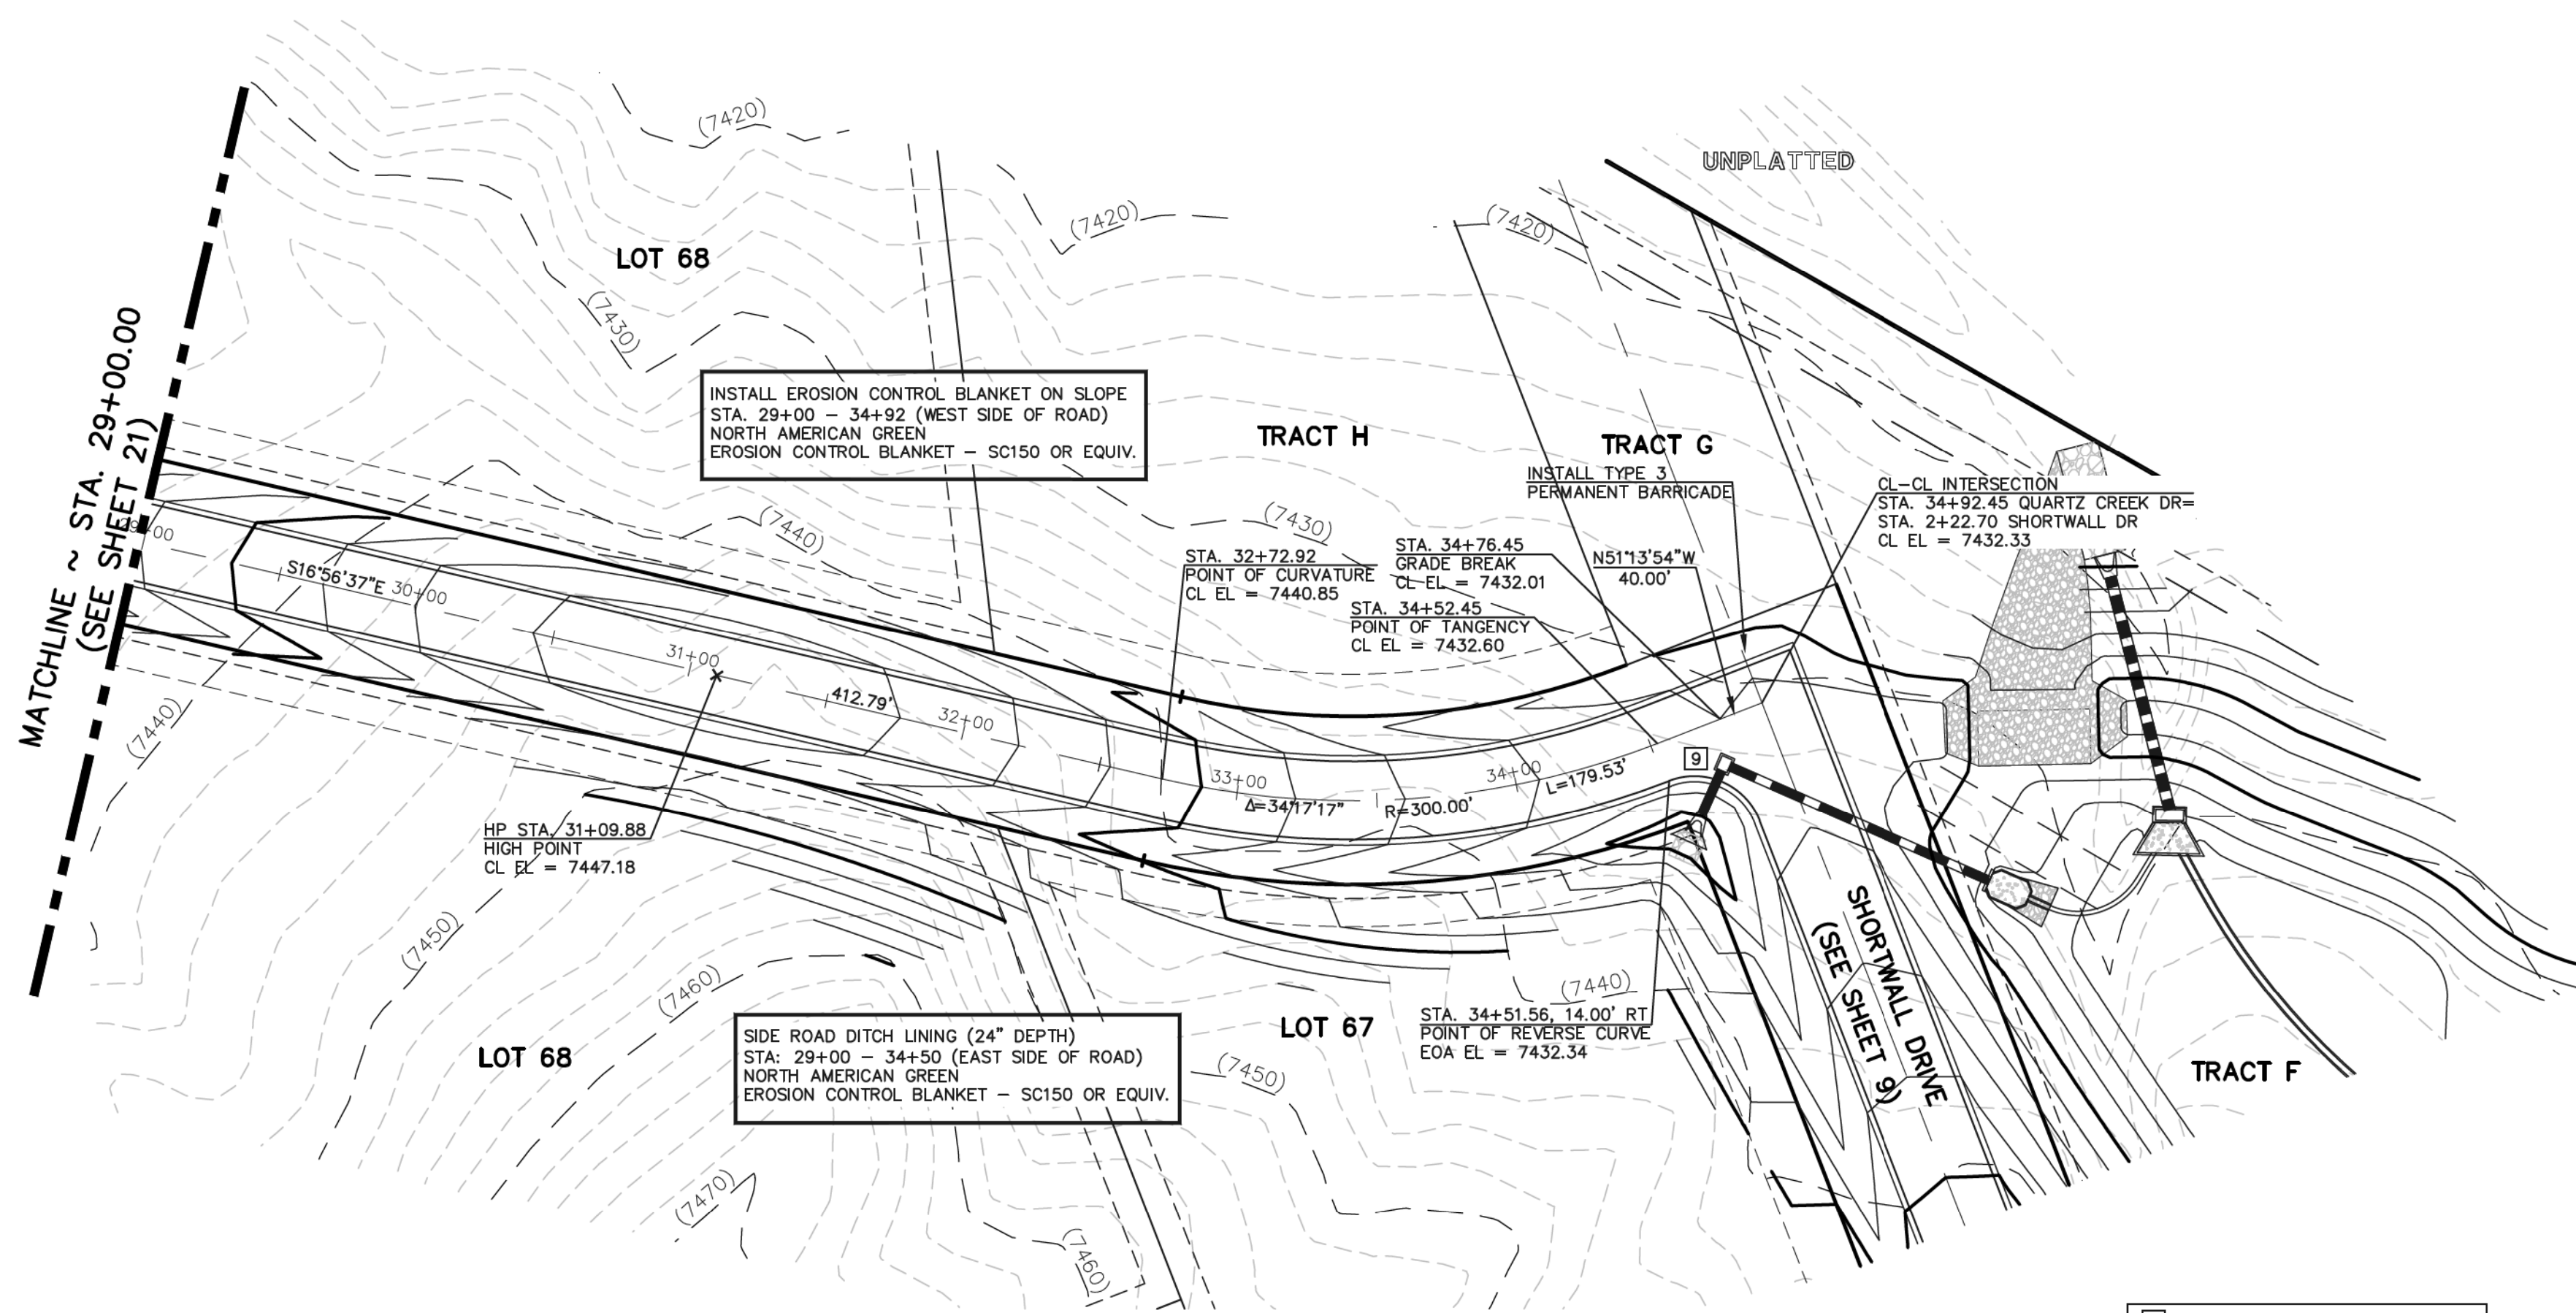 UNPLATTED
(7420)
(7420)
(7420)
LOT 68
(7430)
MATCHLINE ~ STA. 29+00.00
(SEE SHEET 21)
INSTALL EROSION CONTROL BLANKET ON SLOPE
STA. 29+00 – 34+92 (WEST SIDE OF ROAD)
NORTH AMERICAN GREEN
EROSION CONTROL BLANKET – SC150 OR EQUIV.
TRACT H
TRACT G
INSTALL TYPE 3
PERMANENT BARRICADE
CL–CL INTERSECTION
STA. 34+92.45 QUARTZ CREEK DR=
STA. 2+22.70 SHORTWALL DR
CL EL = 7432.33
(7440)
(7430)
29+00
S16°56'37"E
30+00
STA. 32+72.92
POINT OF CURVATURE
CL EL = 7440.85
STA. 34+76.45
GRADE BREAK
CL EL = 7432.01
N51°13'54"W
40.00'
STA. 34+52.45
POINT OF TANGENCY
CL EL = 7432.60
31+00
412.79'
32+00
33+00
Δ=34°17'17"
R=300.00'
34+00
L=179.53'
9
(7440)
HP STA. 31+09.88
HIGH POINT
CL EL = 7447.18
(7450)
(7460)
(7440)
SHORTWALL DRIVE
(SEE SHEET 9)
LOT 68
SIDE ROAD DITCH LINING (24" DEPTH)
STA: 29+00 – 34+50 (EAST SIDE OF ROAD)
NORTH AMERICAN GREEN
EROSION CONTROL BLANKET – SC150 OR EQUIV.
LOT 67
STA. 34+51.56, 14.00' RT
POINT OF REVERSE CURVE
EOA EL = 7432.34
(7450)
TRACT F
(7470)
(7460)